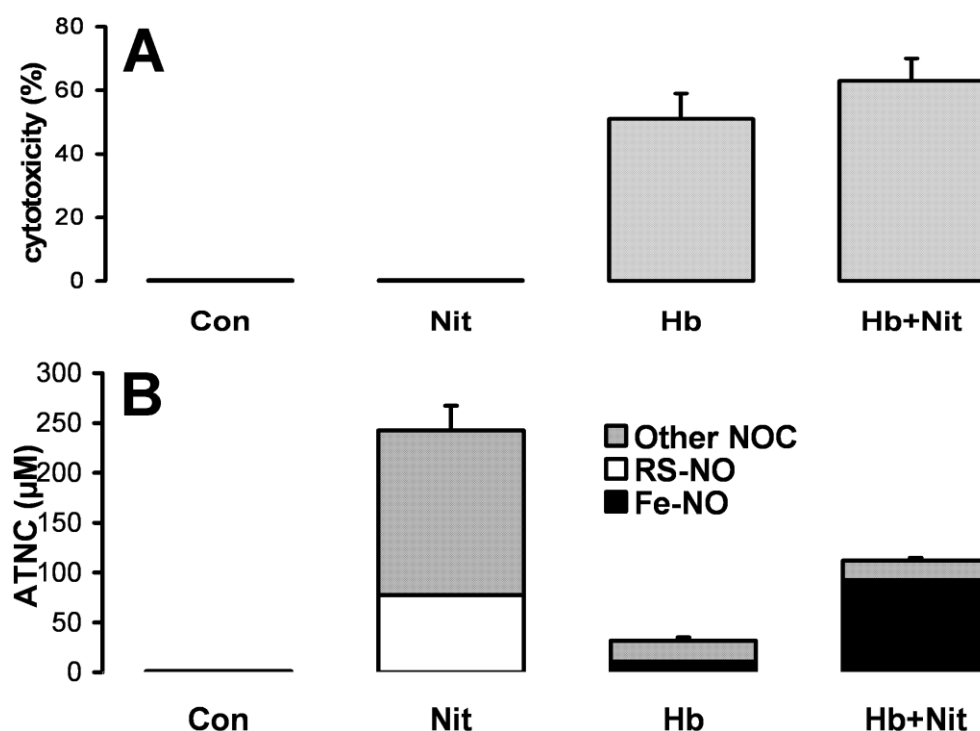 A
cytotoxicity (%)
80
60
40
20
0
Con Nit Hb Hb+Nit
B
ATNC (µM)
300
250
200
150
100
50
0
Other NOC
RS-NO
Fe-NO
Con Nit Hb Hb+Nit